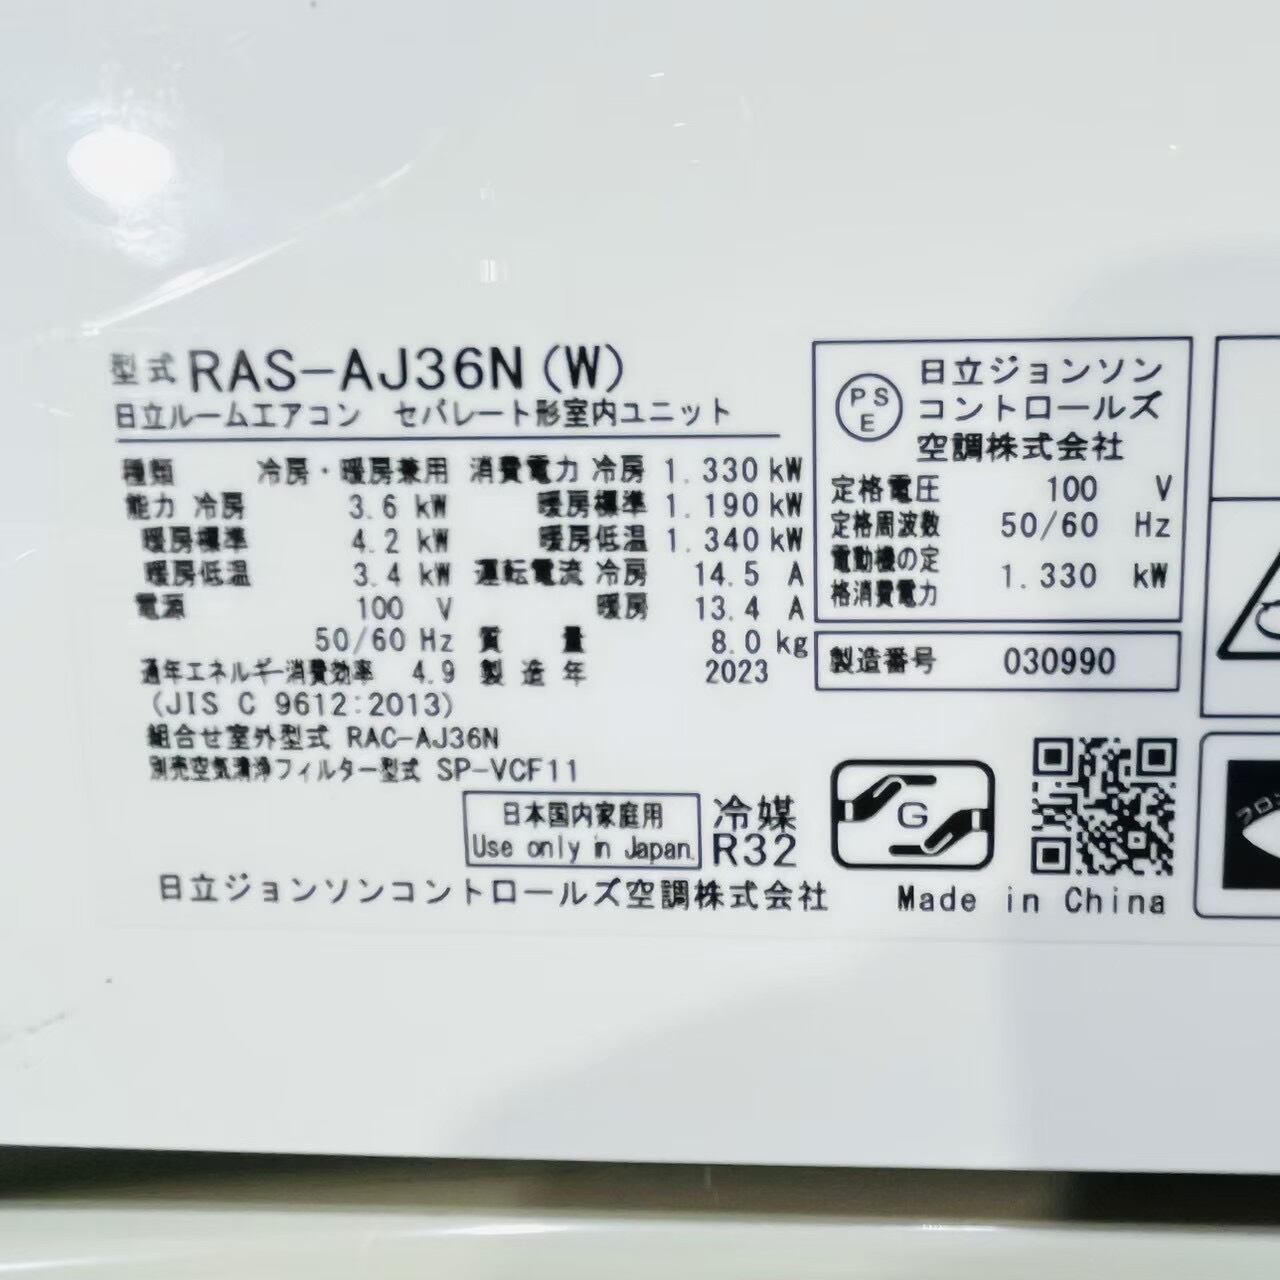 型式 RAS-AJ36N(W)
日立ルームエアコン セパレート形室内ユニット
種類 冷房・暖房兼用 消費電力 冷房 1.330 kW
能力 冷房 3.6 kW 暖房標準 1.190 kW
暖房標準 4.2 kW 暖房低温 1.340 kW
暖房低温 3.4 kW 運転電流 冷房 14.5 A
電源 100 V 暖房 13.4 A
50/60 Hz 質量 8.0 kg
通年エネルギー消費効率 4.9 製造年 2023
(JIS C 9612:2013)
組合せ室外型式 RAC-AJ36N
別売空気清浄フィルター型式 SP-VCF11
日本国内家庭用
Use only in Japan.
冷媒
R32
日立ジョンソンコントロールズ空調株式会社
PS
E
日立ジョンソン
コントロールズ
空調株式会社
定格電圧 100 V
定格周波数 50/60 Hz
電動機の定
格消費電力 1.330 kW
製造番号 030990
G
Made in China
フロ